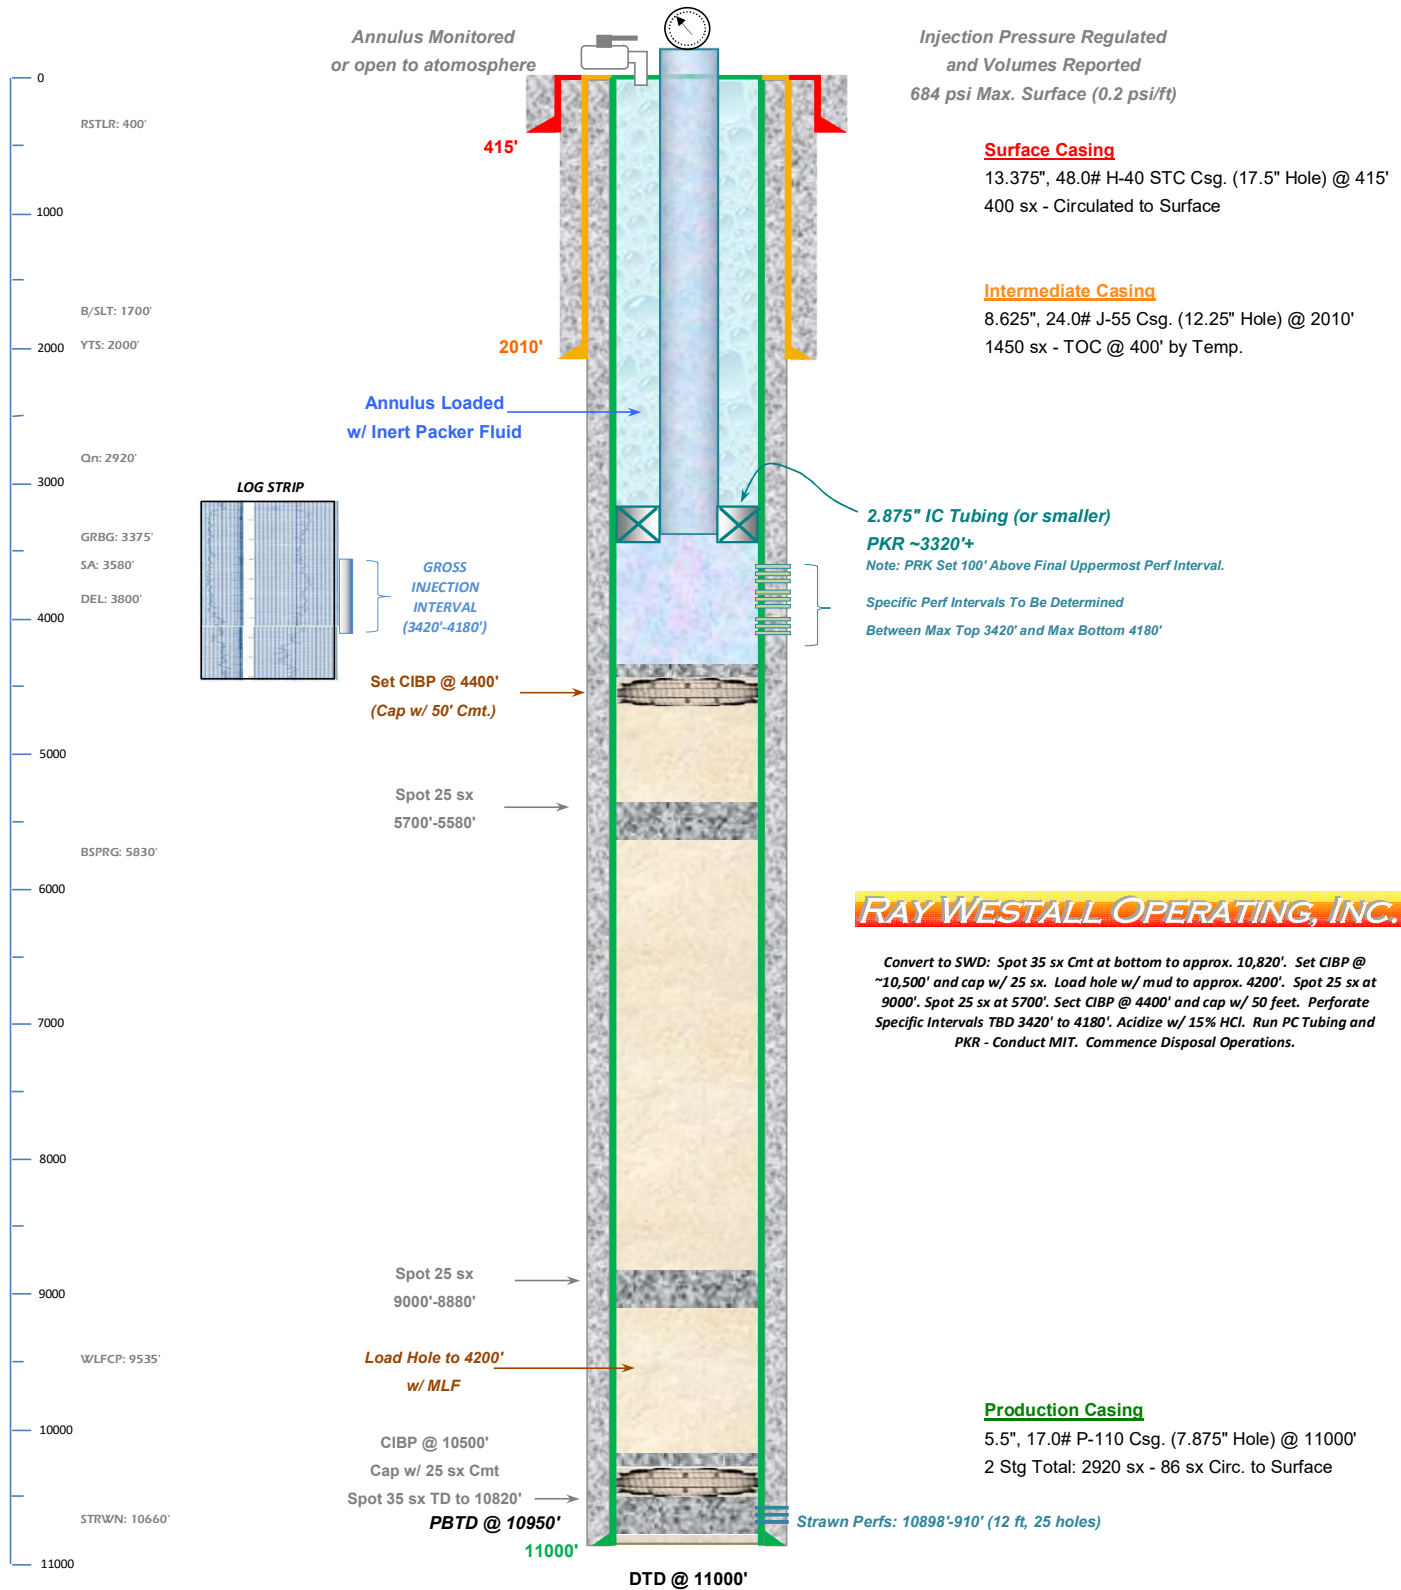 Annulus Monitored
or open to atomosphere
Injection Pressure Regulated
and Volumes Reported
684 psi Max. Surface (0.2 psi/ft)
0
RSTLR: 400'
415'
Surface Casing
13.375", 48.0# H-40 STC Csg. (17.5" Hole) @ 415'
400 sx - Circulated to Surface
1000
Intermediate Casing
8.625", 24.0# J-55 Csg. (12.25" Hole) @ 2010'
1450 sx - TOC @ 400' by Temp.
B/SLT: 1700'
YTS: 2000'
2000
2010'
Annulus Loaded
w/ Inert Packer Fluid
Qn: 2920'
3000
LOG STRIP
2.875" IC Tubing (or smaller)
PKR ~3320'+
Note: PRK Set 100' Above Final Uppermost Perf Interval.
Specific Perf Intervals To Be Determined
Between Max Top 3420' and Max Bottom 4180'
GRBG: 3375'
SA: 3580'
DEL: 3800'
GROSS
INJECTION
INTERVAL
(3420'-4180')
4000
Set CIBP @ 4400'
(Cap w/ 50' Cmt.)
5000
Spot 25 sx
5700'-5580'
BSPRG: 5830'
6000
RAY WESTALL OPERATING, INC.
Convert to SWD: Spot 35 sx Cmt at bottom to approx. 10,820'. Set CIBP @
~10,500' and cap w/ 25 sx. Load hole w/ mud to approx. 4200'. Spot 25 sx at
9000'. Spot 25 sx at 5700'. Sect CIBP @ 4400' and cap w/ 50 feet. Perforate
Specific Intervals TBD 3420' to 4180'. Acidize w/ 15% HCl. Run PC Tubing and
PKR - Conduct MIT. Commence Disposal Operations.
7000
8000
Spot 25 sx
9000'-8880'
9000
WLFCP: 9535'
Load Hole to 4200'
w/ MLF
10000
Production Casing
5.5", 17.0# P-110 Csg. (7.875" Hole) @ 11000'
2 Stg Total: 2920 sx - 86 sx Circ. to Surface
CIBP @ 10500'
Cap w/ 25 sx Cmt
Spot 35 sx TD to 10820'
STRWN: 10660'
PBTD @ 10950'
Strawn Perfs: 10898'-910' (12 ft, 25 holes)
11000'
11000
DTD @ 11000'